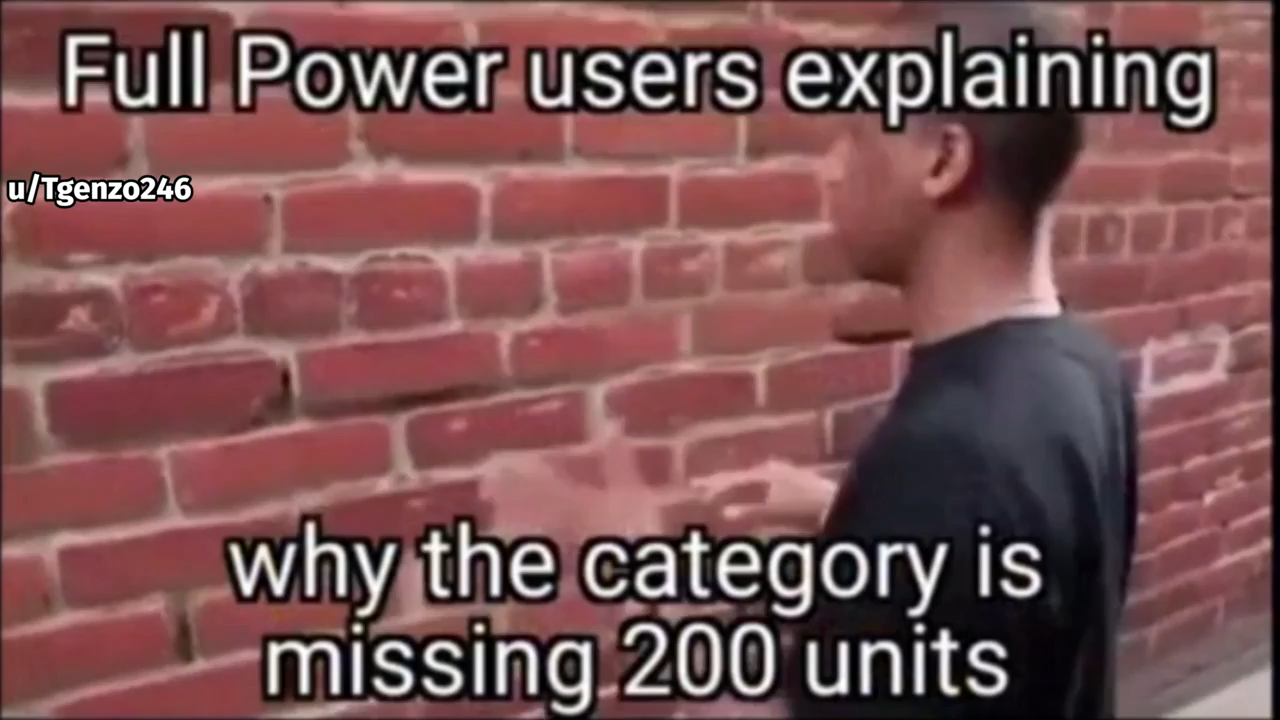 Full Power users explaining
u/Tgenzo246
why the category is
missing 200 units